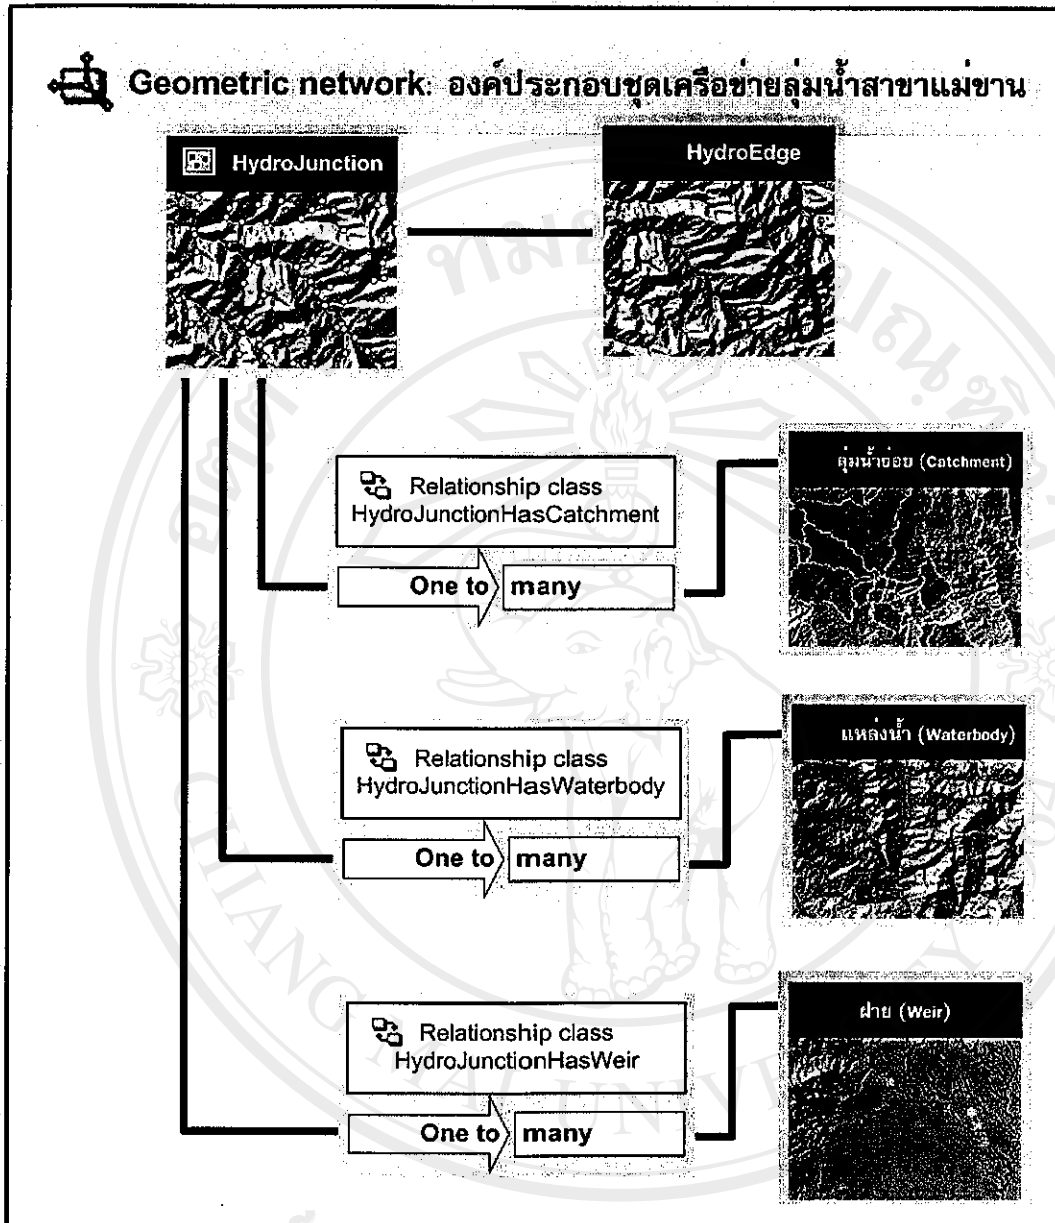 Geometric network: องค์ประกอบชุดเครือข่ายลุ่มน้ำสาขาแม่ขาน
HydroJunction
HydroEdge
ลุ่มน้ำย่อย (Catchment)
Relationship class
HydroJunctionHasCatchment
One to many
แหล่งน้ำ (Waterbody)
Relationship class
HydroJunctionHasWaterbody
One to many
ฝาย (Weir)
Relationship class
HydroJunctionHasWeir
One to many
CHIANG MAI UNIVERSITY